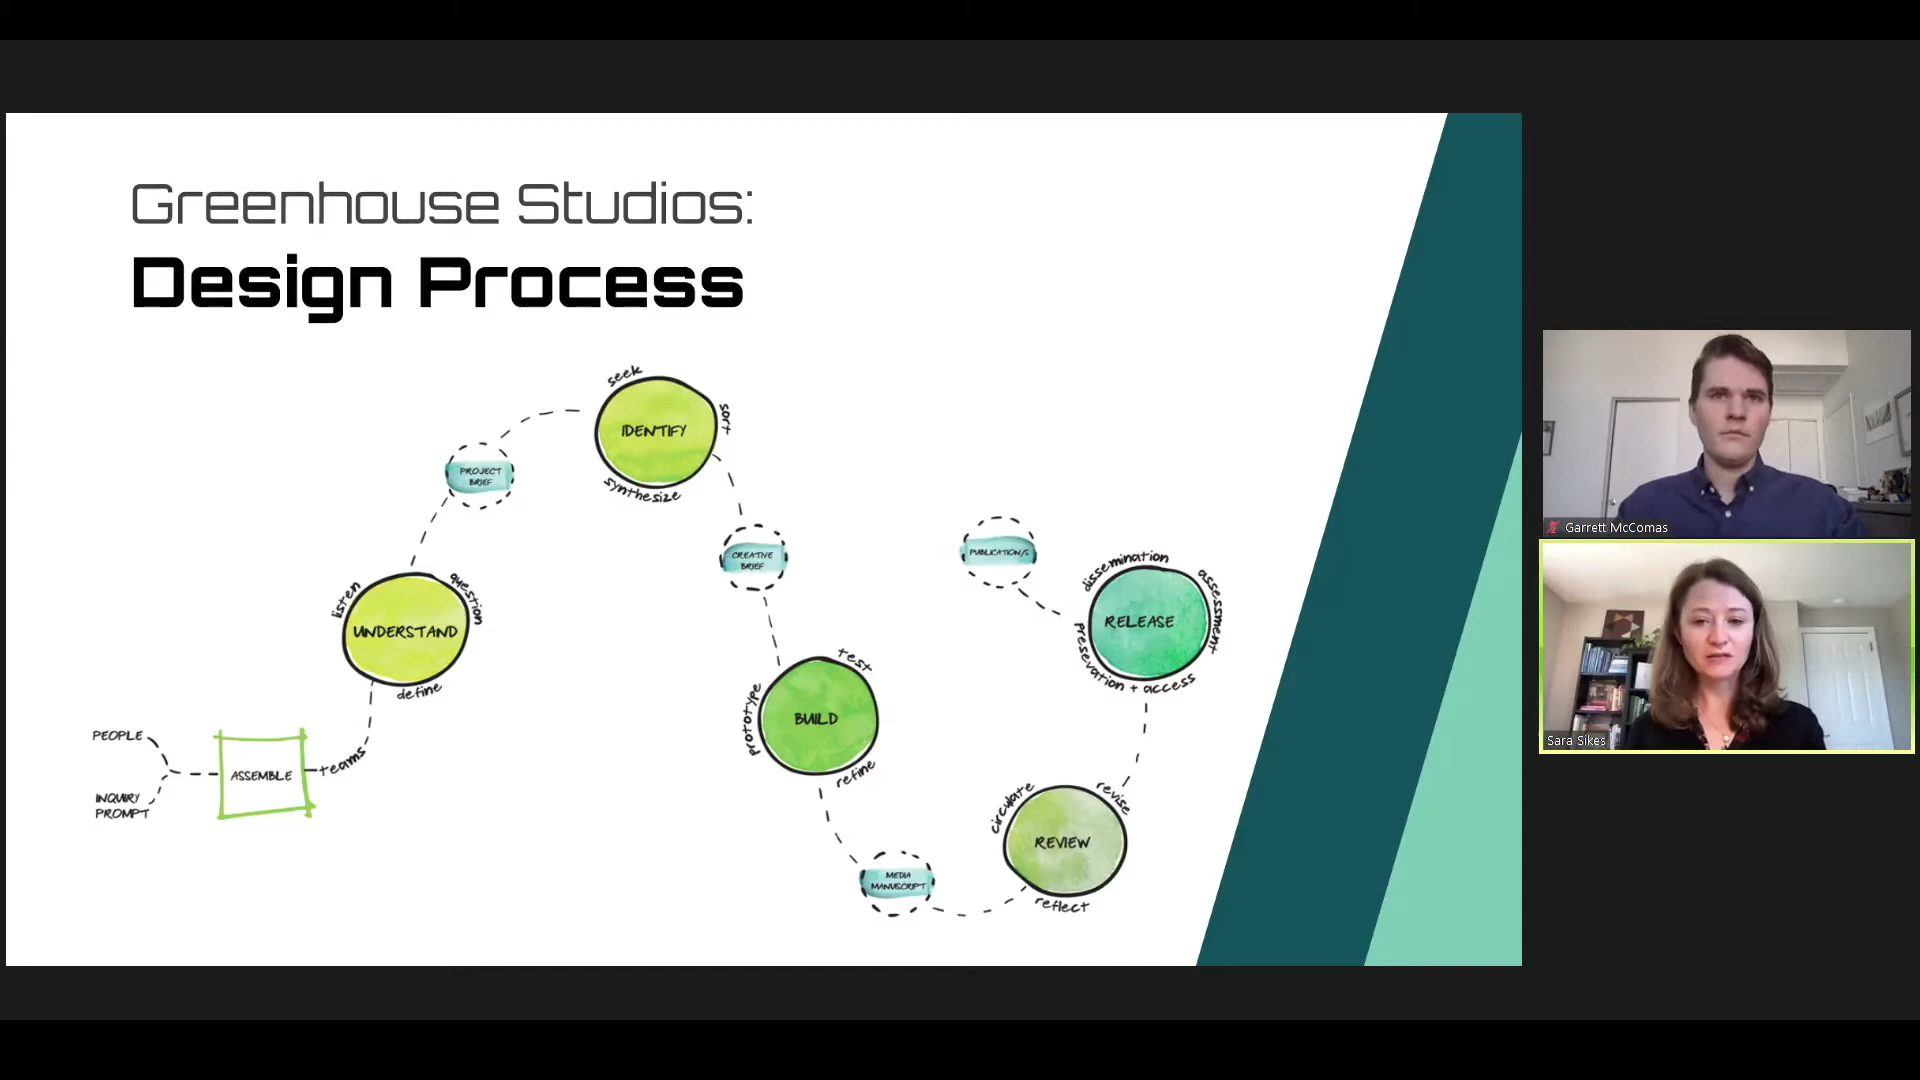 Greenhouse Studios:
Design Process
PEOPLE
INQUIRY
PROMPT
ASSEMBLE
teams
listen
question
UNDERSTAND
define
PROJECT
BRIEF
seek
sort
IDENTIFY
synthesize
CREATIVE
BRIEF
test
prototype
BUILD
refine
MEDIA
MANUSCRIPT
circulate
revise
REVIEW
reflect
dissemination
assessment
RELEASE
presevation + access
PUBLICATION/S
Garrett McComas
Sara Sikes